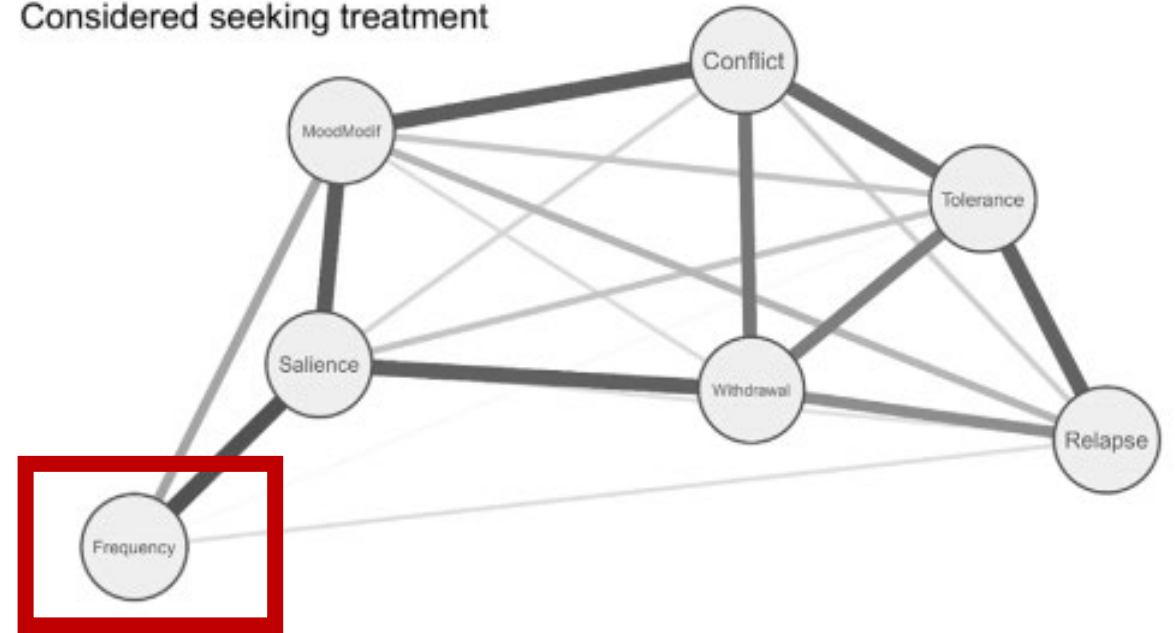 Considered seeking treatment
Conflict
MoodModif
Tolerance
Salience
Withdrawal
Relapse
Frequency